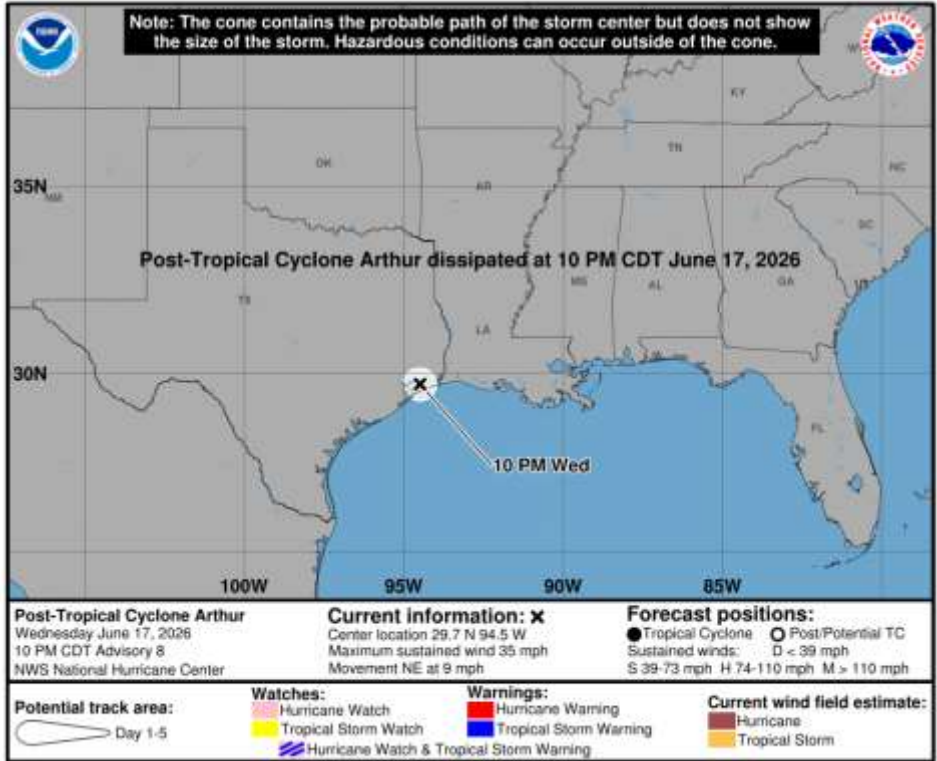 Note: The cone contains the probable path of the storm center but does not show
the size of the storm. Hazardous conditions can occur outside of the cone.
KY
OK
TN
NC
35N
NM
AR
SC
Post-Tropical Cyclone Arthur dissipated at 10 PM CDT June 17, 2026
TX
MS
AL
GA
LA
30N
FL
10 PM Wed
100W
95W
90W
85W
Post-Tropical Cyclone Arthur
Wednesday June 17, 2026
10 PM CDT Advisory 8
NWS National Hurricane Center
Current information: ×
Center location 29.7 N 94.5 W
Maximum sustained wind 35 mph
Movement NE at 9 mph
Forecast positions:
Tropical Cyclone Post/Potential TC
Sustained winds: D < 39 mph
S 39-73 mph H 74-110 mph M > 110 mph
Potential track area:
Day 1-5
Watches:
Hurricane Watch
Tropical Storm Watch
Warnings:
Hurricane Warning
Tropical Storm Warning
Hurricane Watch & Tropical Storm Warning
Current wind field estimate:
Hurricane
Tropical Storm